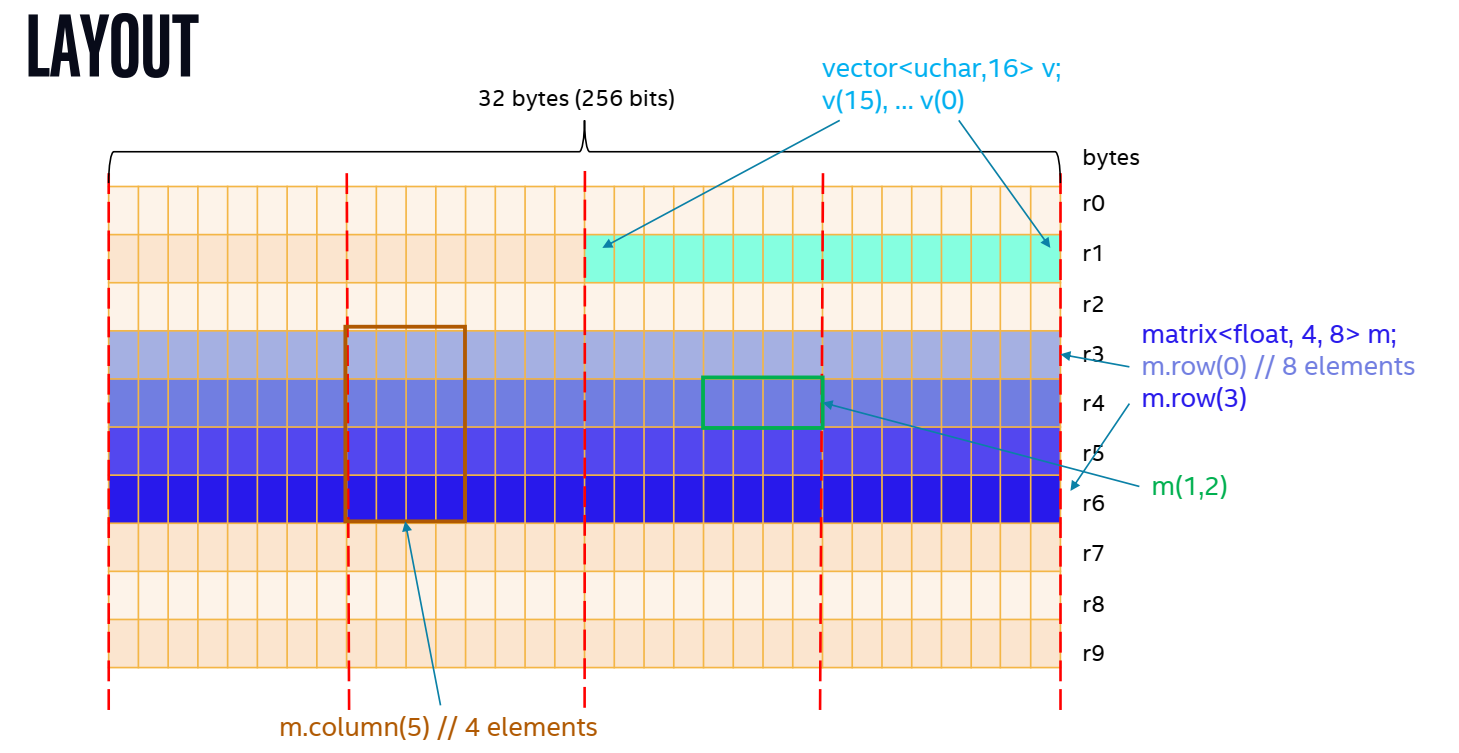 LAYOUT
vector<uchar,16> v;
v(15), ... v(0)
32 bytes (256 bits)
bytes
r0
r1
r2
r3
r4
r5
r6
r7
r8
r9
matrix<float, 4, 8> m;
m.row(0) // 8 elements
m.row(3)
m(1,2)
m.column(5) // 4 elements